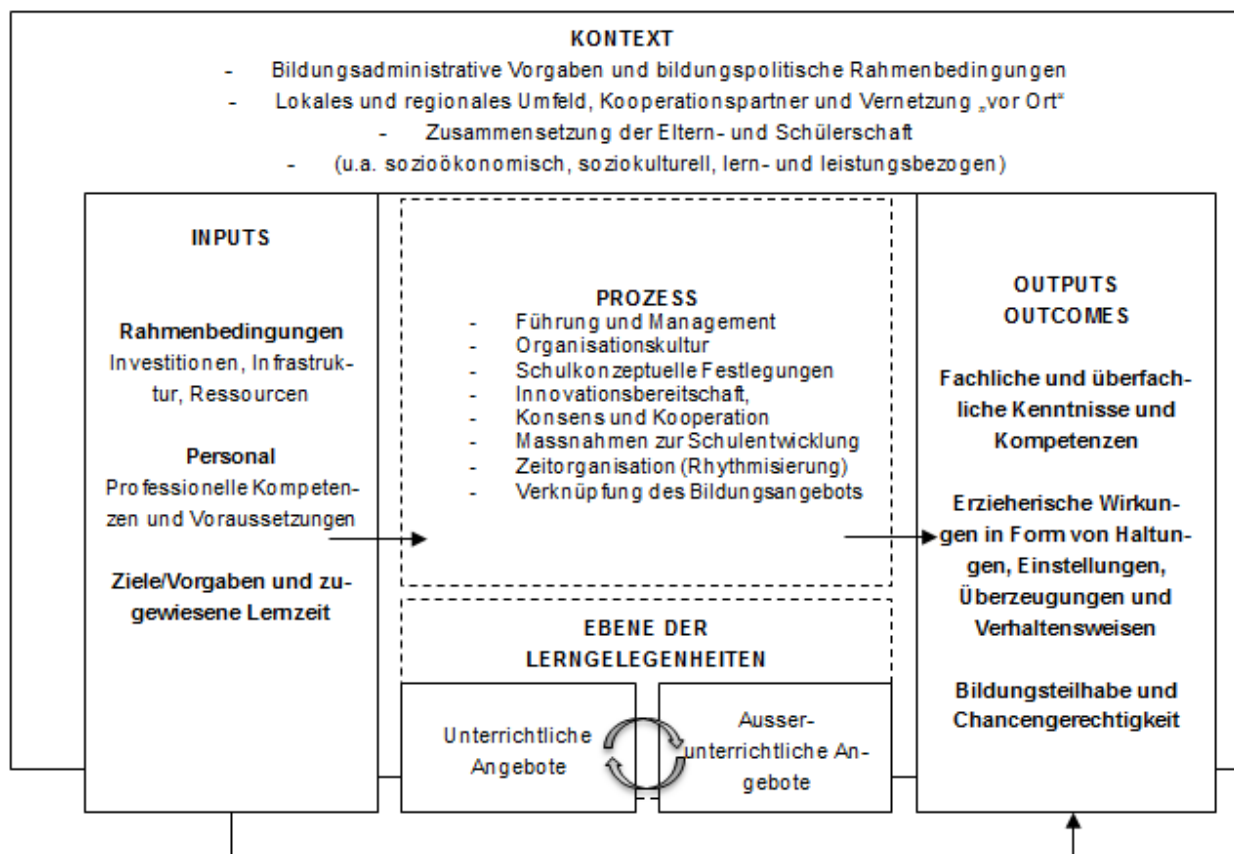 KONTEXT
- Bildungsadministrative Vorgaben und bildungspolitische Rahmenbedingungen
- Lokales und regionales Umfeld, Kooperationspartner und Vernetzung „vor Ort“
- Zusammensetzung der Eltern- und Schülerschaft
- (u.a. sozioökonomisch, soziokulturell, lern- und leistungsbezogen)
INPUTS
Rahmenbedingungen
Investitionen, Infrastruk-
tur, Ressourcen
Personal
Professionelle Kompeten-
zen und Voraussetzungen
Ziele/Vorgaben und zu-
gewiesene Lernzeit
PROZESS
- Führung und Management
- Organisationskultur
- Schulkonzeptuelle Festlegungen
- Innovationsbereitschaft,
- Konsens und Kooperation
- Massnahmen zur Schulentwicklung
- Zeitorganisation (Rhythmisierung)
- Verknüpfung des Bildungsangebots
EBENE DER
LERNGELEGENHEITEN
Unterrichtliche
Angebote
Ausser-
unterrichtliche An-
gebote
OUTPUTS
OUTCOMES
Fachliche und überfach-
liche Kenntnisse und
Kompetenzen
Erzieherische Wirkun-
gen in Form von Haltun-
gen, Einstellungen,
Überzeugungen und
Verhaltensweisen
Bildungsteilhabe und
Chancengerechtigkeit